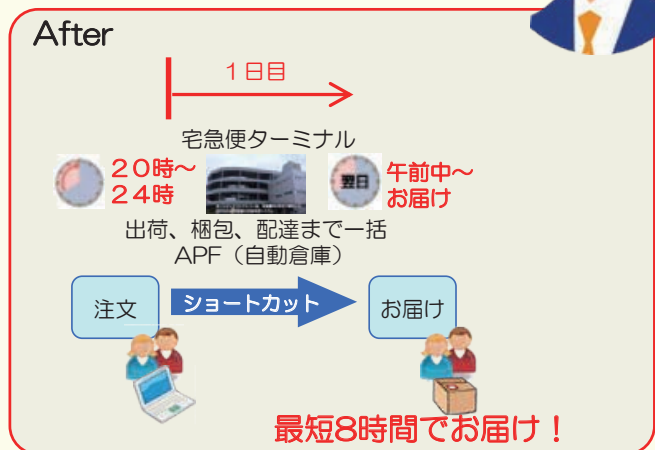 After
1日目
宅急便ターミナル
20時～
24時
翌日
午前中～
お届け
出荷、梱包、配達まで一括
APF（自動倉庫）
注文
ショートカット
お届け
最短8時間でお届け！